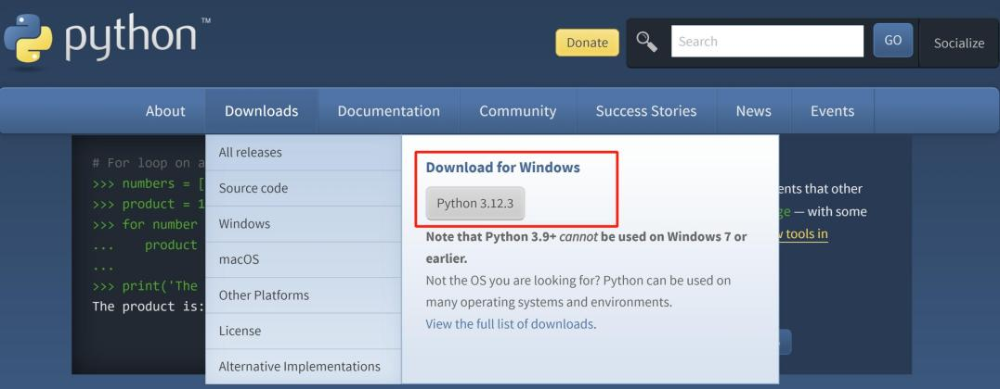 python™
Donate
Search
GO
Socialize
About
Downloads
Documentation
Community
Success Stories
News
Events
# For loop on a
>>> numbers = [
>>> product = 1
>>> for number
... product
...
>>> print('The
The product is:
All releases
Source code
Windows
macOS
Other Platforms
License
Alternative Implementations
Download for Windows
Python 3.12.3
Note that Python 3.9+ cannot be used on Windows 7 or
earlier.
Not the OS you are looking for? Python can be used on
many operating systems and environments.
View the full list of downloads.
that other
— with some
tools in